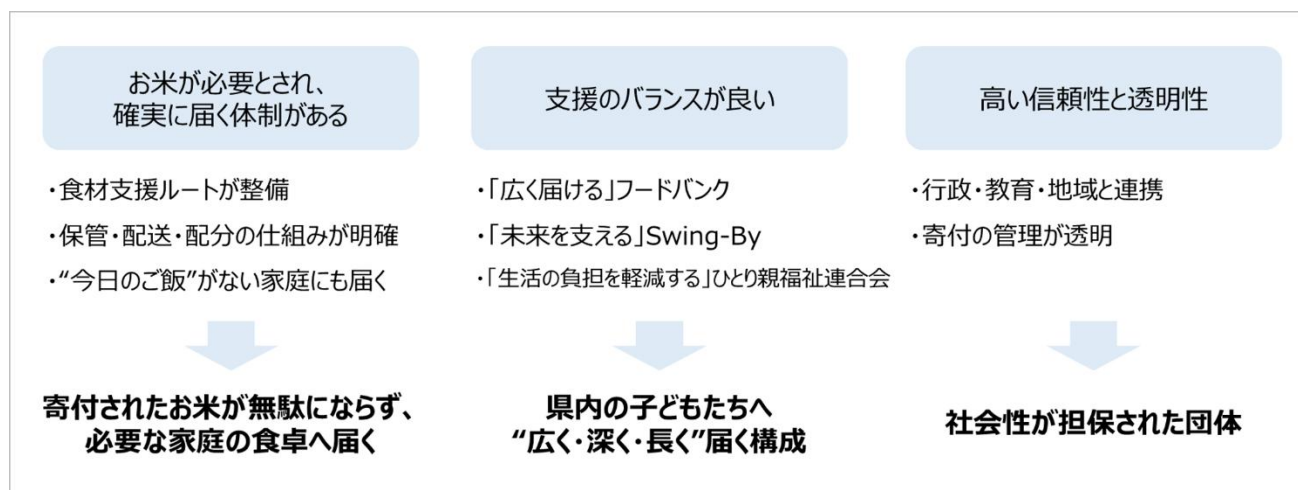 お米が必要とされ、
確実に届く体制がある
・食材支援ルートが整備
・保管・配送・配分の仕組みが明確
・“今日のご飯”がない家庭にも届く
寄付されたお米が無駄にならず、
必要な家庭の食卓へ届く
支援のバランスが良い
・「広く届ける」フードバンク
・「未来を支える」Swing-By
・「生活の負担を軽減する」ひとり親福祉連合会
県内の子どもたちへ
“広く・深く・長く”届く構成
高い信頼性と透明性
・行政・教育・地域と連携
・寄付の管理が透明
社会性が担保された団体